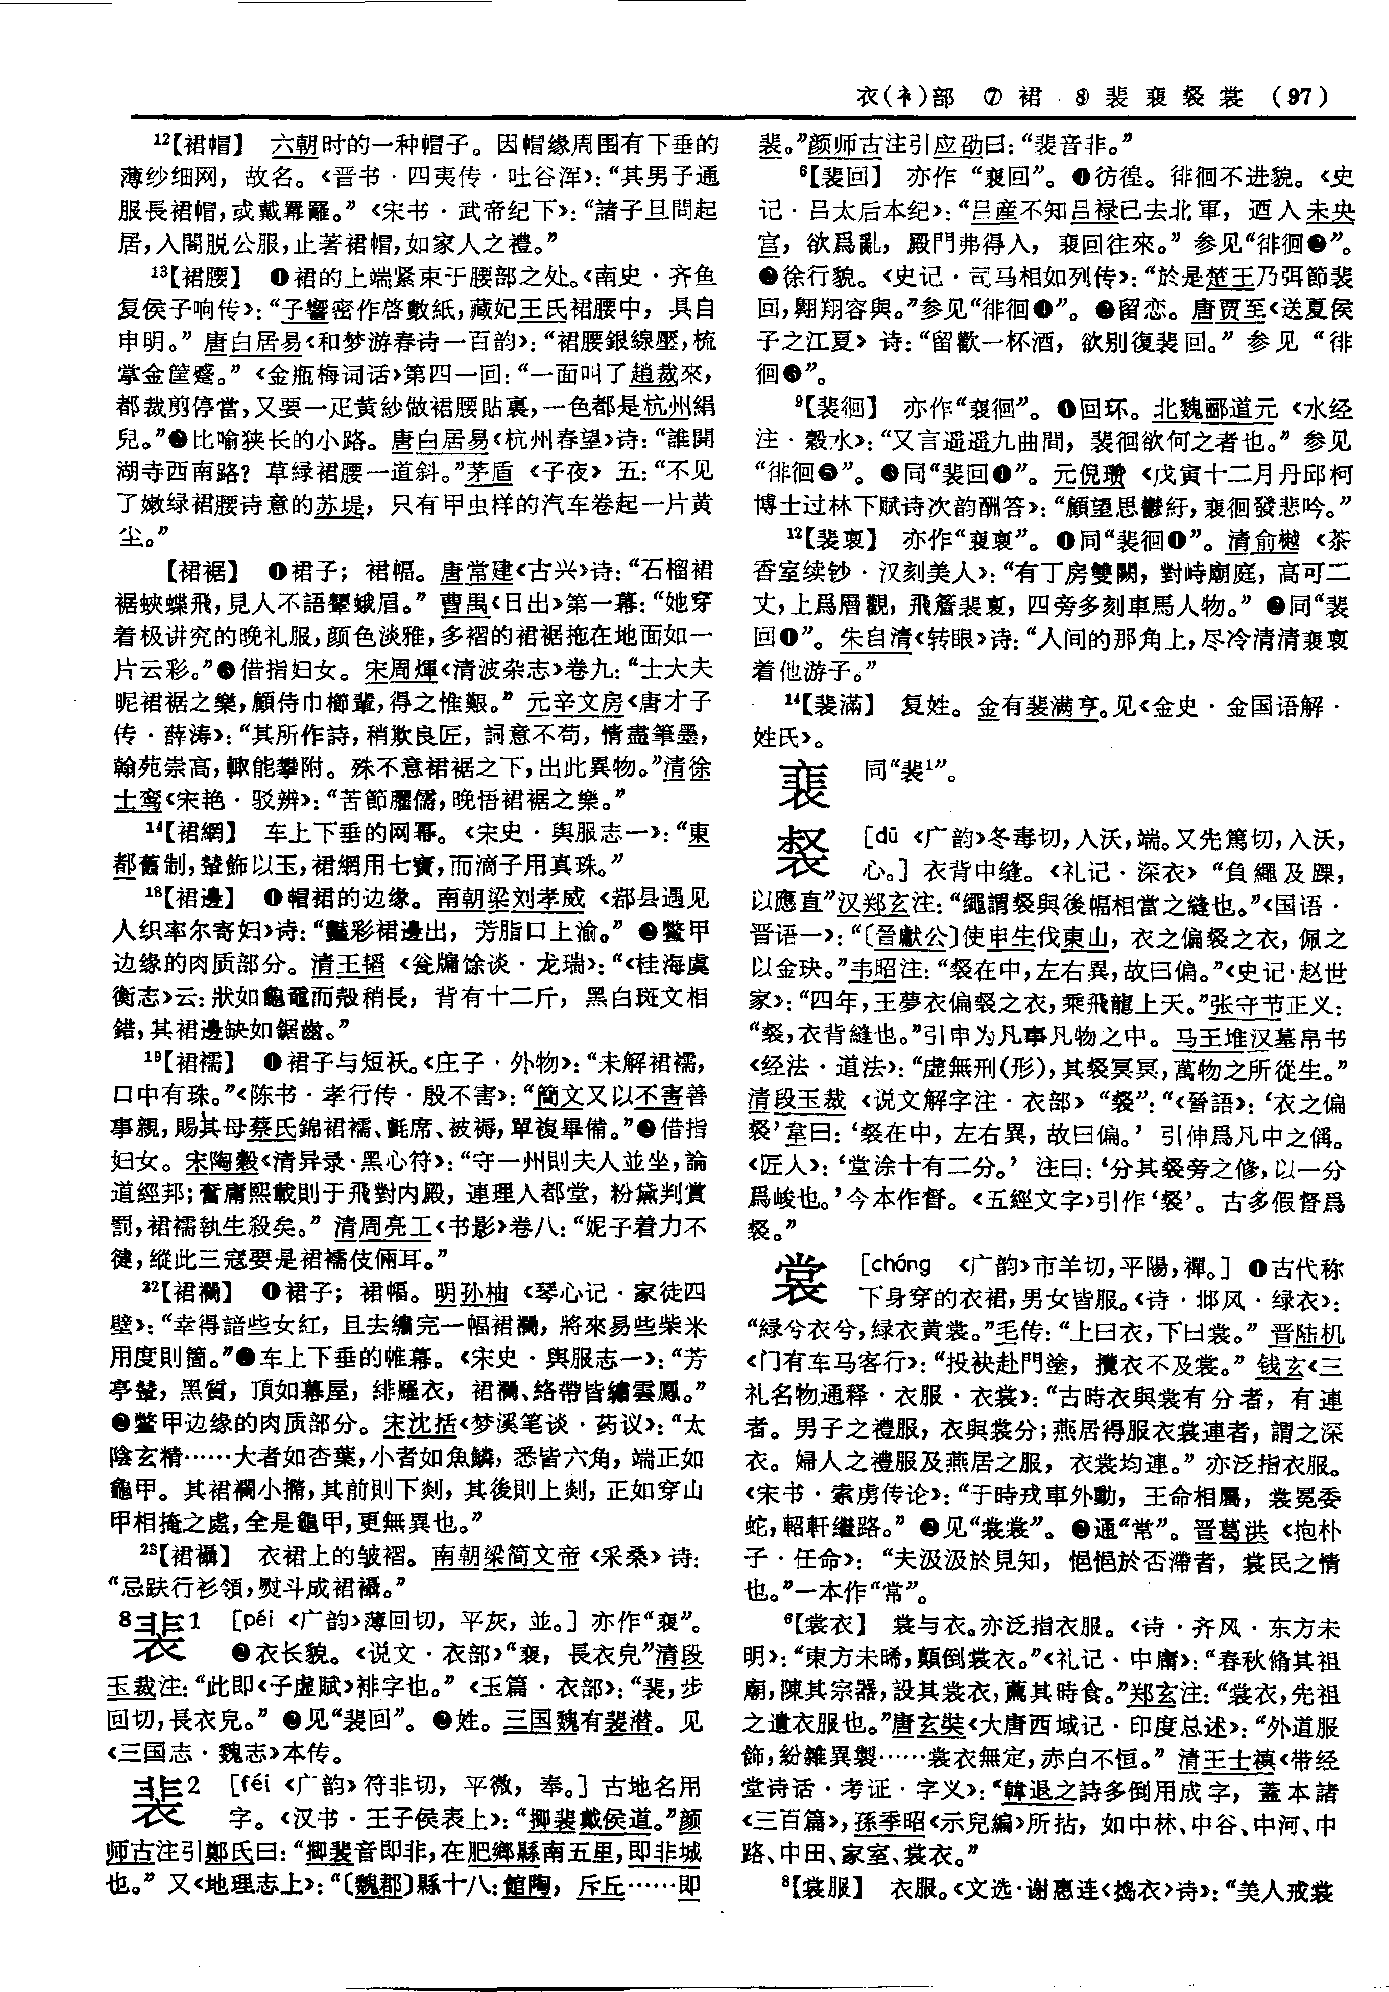 衣(衤)部 ⑦裙 ⑧裴裵裻裳 (97)
12【裙帽】 六朝时的一种帽子。因帽缘周围有下垂的
薄纱细网，故名。《晋书·四夷传·吐谷浑》：“其男子通
服長裙帽，或戴羃䍦。”《宋书·武帝纪下》：“諸子旦問起
居，入閤脱公服，止著裙帽，如家人之禮。”
13【裙腰】 ❶裙的上端紧束于腰部之处。《南史·齐鱼
复侯子响传》：“子響密作啓數紙，藏妃王氏裙腰中，具自
申明。”唐白居易《和梦游春诗一百韵》：“裙腰銀線壓，梳
掌金筐蹙。”《金瓶梅词话》第四一回：“一面叫了趙裁來，
都裁剪停當，又要一疋黄紗做裙腰貼裏，一色都是杭州絹
兒。”❷比喻狭长的小路。唐白居易《杭州春望》诗：“誰開
湖寺西南路？草緑裙腰一道斜。”茅盾《子夜》五：“不见
了嫩绿裙腰诗意的苏堤，只有甲虫样的汽车卷起一片黄
尘。”
【裙裾】 ❶裙子；裙幅。唐常建《古兴》诗：“石榴裙
裾蛺蝶飛，見人不語顰蛾眉。”曹禺《日出》第一幕：“她穿
着极讲究的晚礼服，颜色淡雅，多褶的裙裾拖在地面如一
片云彩。”❷借指妇女。宋周煇《清波杂志》卷九：“士大夫
昵裙裾之樂，顧侍巾櫛輩，得之惟艱。”元辛文房《唐才子
传·薛涛》：“其所作詩，稍欺良匠，詞意不苟，情盡筆墨，
翰苑崇高，輒能攀附。殊不意裙裾之下，出此異物。”清徐
士鸾《宋艳·驳辨》：“苦節臞儒，晚悟裙裾之樂。”
14【裙網】 车上下垂的网幂。《宋史·舆服志一》：“東
都舊制，輦飾以玉，裙網用七寶，而滴子用真珠。”
18【裙邊】 ❶帽裙的边缘。南朝梁刘孝威《鄀县遇见
人织率尔寄妇》诗：“豔彩裙邊出，芳脂口上渝。”❷鳖甲
边缘的肉质部分。清王韬《瓮牖馀谈·龙瑞》：“《桂海虞
衡志》云：狀如龜黿而殻稍長，背有十二斤，黑白斑文相
錯，其裙邊缺如鋸齒。”
19【裙襦】 ❶裙子与短袄。《庄子·外物》：“未解裙襦，
口中有珠。”《陈书·孝行传·殷不害》：“簡文又以不害善
事親，賜其母蔡氏錦裙襦、氈席、被褥，單複畢備。”❷借指
妇女。宋陶穀《清异录·黑心符》：“守一州則夫人並坐，論
道經邦；奮庸熙載則于飛對内殿，連理入都堂，粉黛判賞
罰，裙襦執生殺矣。”清周亮工《书影》卷八：“妮子着力不
健，縱此三寇要是裙襦伎倆耳。”
22【裙襴】 ❶裙子；裙幅。明孙柚《琴心记·家徒四
壁》：“幸得諳些女紅，且去繡完一幅裙襴，將來易些柴米
用度則箇。”❷车上下垂的帷幕。《宋史·舆服志一》：“芳
亭輦，黑質，頂如幕屋，緋羅衣，裙襴、絡帶皆繡雲鳳。”
❸鳖甲边缘的肉质部分。宋沈括《梦溪笔谈·药议》：“太
陰玄精……大者如杏葉，小者如魚鱗，悉皆六角，端正如
龜甲。其裙襴小撱，其前則下剡，其後則上剡，正如穿山
甲相掩之處，全是龜甲，更無異也。”
23【裙襵】 衣裙上的皱褶。南朝梁简文帝《采桑》诗：
“忌趺行衫領，熨斗成裙襵。”
8裴1 [péi 《广韵》薄回切，平灰，並。] 亦作“裵”。
❶衣长貌。《说文·衣部》“裵，長衣皃”清段
玉裁注：“此即《子虚賦》裶字也。”《玉篇·衣部》：“裴，步
回切，長衣皃。”❷见“裴回”。❸姓。三国魏有裴潜。见
《三国志·魏志》本传。
裴2 [féi 《广韵》符非切，平微，奉。] 古地名用
字。《汉书·王子侯表上》：“㨝裴戴侯道。”颜
师古注引鄭氏曰：“㨝裴音即非，在肥鄉縣南五里，即非城
也。”又《地理志上》：“〔魏郡〕縣十八：館陶，斥丘……即
裴。”颜师古注引应劭曰：“裴音非。”
6【裴回】 亦作“裵回”。❶彷徨。徘徊不进貌。《史
记·吕太后本纪》：“吕産不知吕禄已去北軍，迺入未央
宫，欲爲亂，殿門弗得入，裵回往來。”参见“徘徊❷”。
❷徐行貌。《史记·司马相如列传》：“於是楚王乃弭節裴
回，翺翔容與。”参见“徘徊❶”。❸留恋。唐贾至《送夏侯
子之江夏》诗：“留歡一杯酒，欲别復裴回。”参见“徘
徊❸”。
9【裴徊】 亦作“裵徊”。❶回环。北魏郦道元《水经
注·穀水》：“又言遥遥九曲間，裴徊欲何之者也。”参见
“徘徊❺”。❷同“裴回❶”。元倪瓒《戊寅十二月丹邱柯
博士过林下赋诗次韵酬答》：“顧望思鬱紆，裵徊發悲吟。”
12【裴裒】 亦作“裵裒”。❶同“裴徊❶”。清俞樾《茶
香室续钞·汉刻美人》：“有丁房雙闕，對峙廟庭，高可二
丈，上爲層觀，飛簷裴裒，四旁多刻車馬人物。”❷同“裴
回❶”。朱自清《转眼》诗：“人间的那角上，尽冷清清裵裒
着他游子。”
14【裴滿】 复姓。金有裴满亨。见《金史·金国语解·
姓氏》。
裵 同“裴1”。
裻 [dū 《广韵》冬毒切，入沃，端。又先篤切，入沃，
心。] 衣背中缝。《礼记·深衣》“負繩及踝，
以應直”汉郑玄注：“繩謂裻與後幅相當之縫也。”《国语·
晋语一》：“〔晉獻公〕使申生伐東山，衣之偏裻之衣，佩之
以金玦。”韦昭注：“裻在中，左右異，故曰偏。”《史记·赵世
家》：“四年，王夢衣偏裻之衣，乘飛龍上天。”张守节正义：
“裻，衣背縫也。”引申为凡事凡物之中。马王堆汉墓帛书
《经法·道法》：“虚無刑(形)，其裻冥冥，萬物之所從生。”
清段玉裁《说文解字注·衣部》“裻”：“《晉語》：‘衣之偏
裻’韋曰：‘裻在中，左右異，故曰偏。’引伸爲凡中之偁。
《匠人》：‘堂涂十有二分。’注曰：‘分其裻旁之修，以一分
爲峻也。’今本作督。《五經文字》引作‘裻’。古多假督爲
裻。”
裳 [cháng 《广韵》市羊切，平陽，禪。] ❶古代称
下身穿的衣裙，男女皆服。《诗·邶风·绿衣》：
“緑兮衣兮，緑衣黄裳。”毛传：“上曰衣，下曰裳。”晋陆机
《门有车马客行》：“投袂赴門塗，攬衣不及裳。”钱玄《三
礼名物通释·衣服·衣裳》：“古時衣與裳有分者，有連
者。男子之禮服，衣與裳分；燕居得服衣裳連者，謂之深
衣。婦人之禮服及燕居之服，衣裳均連。”亦泛指衣服。
《宋书·索虏传论》：“于時戎車外動，王命相屬，裳冕委
蛇，軺軒繼路。”❷见“裳裳”。❸通“常”。晋葛洪《抱朴
子·任命》：“夫汲汲於見知，悒悒於否滯者，裳民之情
也。”一本作“常”。
6【裳衣】 裳与衣。亦泛指衣服。《诗·齐风·东方未
明》：“東方未晞，顛倒裳衣。”《礼记·中庸》：“春秋脩其祖
廟，陳其宗器，設其裳衣，薦其時食。”郑玄注：“裳衣，先祖
之遺衣服也。”唐玄奘《大唐西域记·印度总述》：“外道服
飾，紛雜異製……裳衣無定，赤白不恒。”清王士禛《带经
堂诗话·考证·字义》：“韓退之詩多倒用成字，蓋本諸
《三百篇》，孫季昭《示兒編》所拈，如中林、中谷、中河、中
路、中田、家室、裳衣。”
8【裳服】 衣服。《文选·谢惠连〈捣衣〉诗》：“美人戒裳